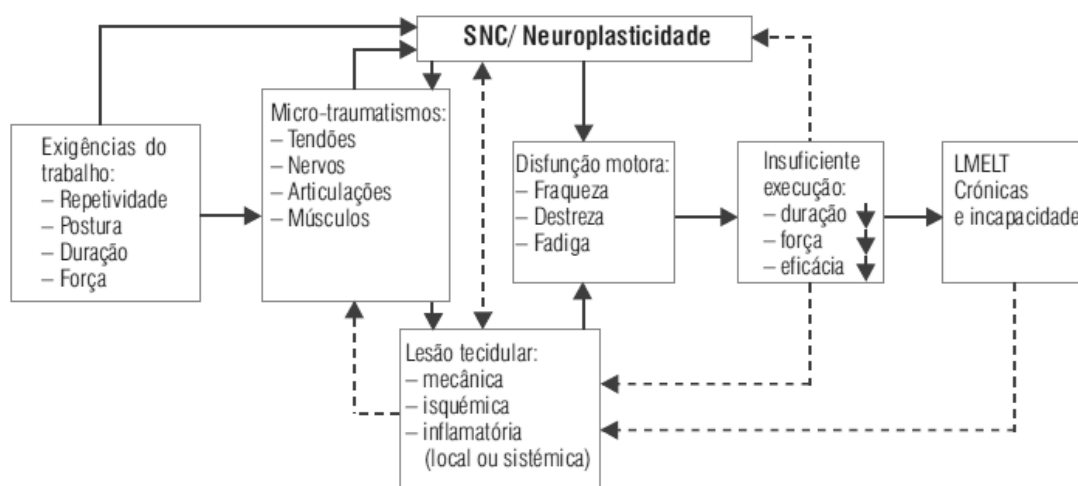 SNC/ Neuroplasticidade
Exigências do
trabalho:
– Repetividade
– Postura
– Duração
– Força
Micro-traumatismos:
– Tendões
– Nervos
– Articulações
– Músculos
Lesão tecidular:
– mecânica
– isquémica
– inflamatória
(local ou sistémica)
Disfunção motora:
– Fraqueza
– Destreza
– Fadiga
Insuficiente
execução:
– duração
– força
– eficácia
LMELT
Crónicas
e incapacidade